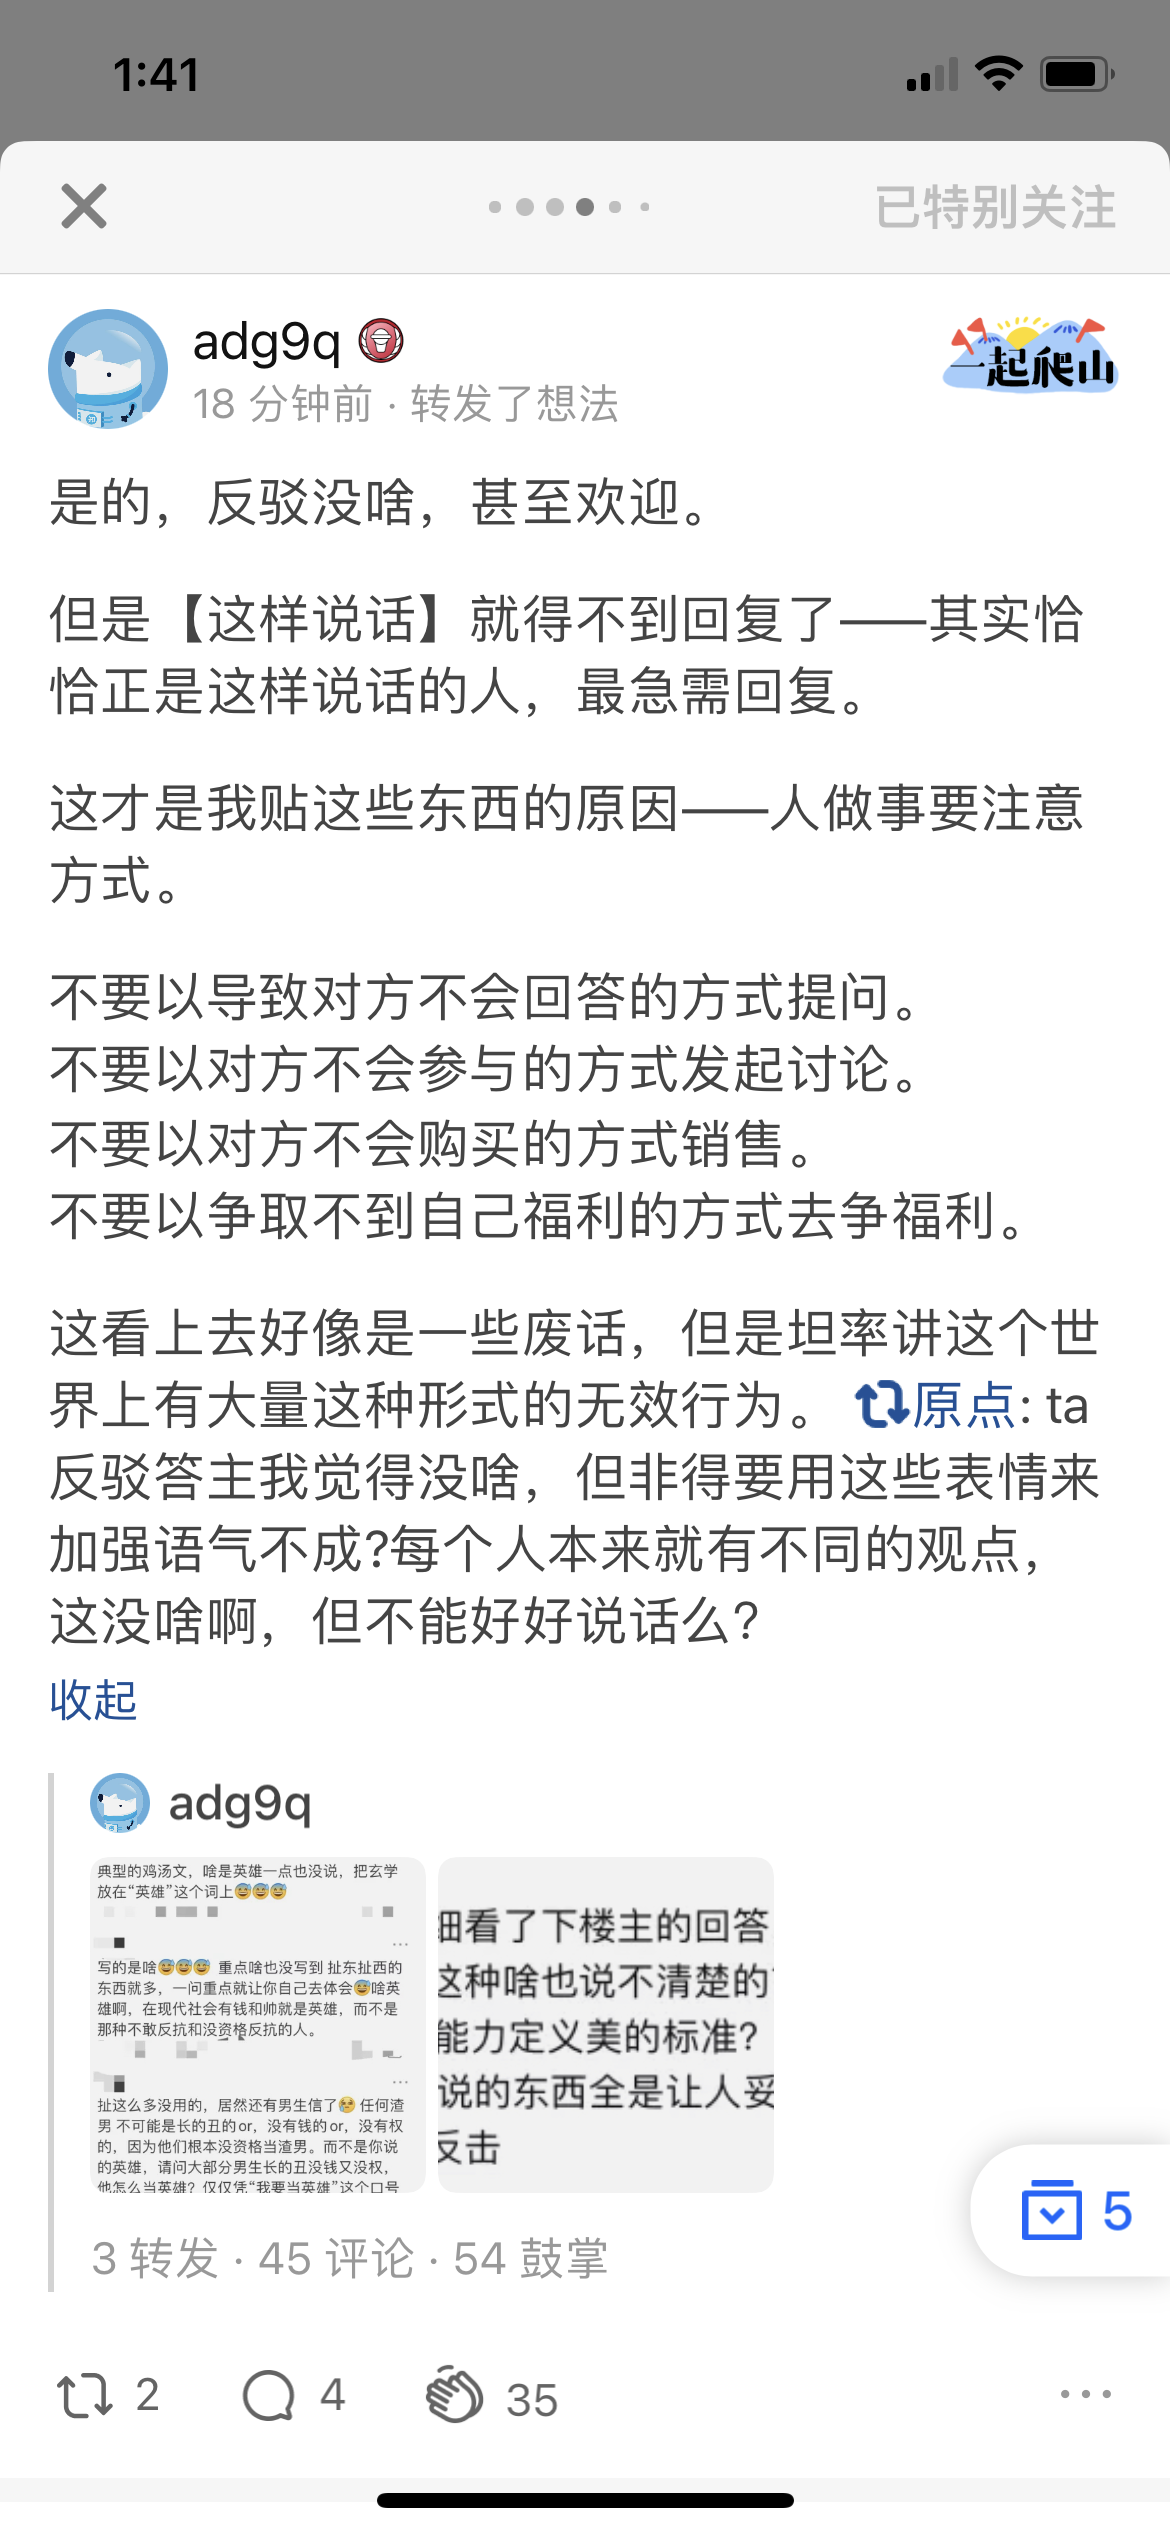 1:41
已特别关注
adg9q
18 分钟前 · 转发了想法
一起爬山
是的，反驳没啥，甚至欢迎。
但是【这样说话】就得不到回复了——其实恰
恰正是这样说话的人，最急需回复。
这才是我贴这些东西的原因——人做事要注意
方式。
不要以导致对方不会回答的方式提问。
不要以对方不会参与的方式发起讨论。
不要以对方不会购买的方式销售。
不要以争取不到自己福利的方式去争福利。
这看上去好像是一些废话，但是坦率讲这个世
界上有大量这种形式的无效行为。 原点: ta
反驳答主我觉得没啥，但非得要用这些表情来
加强语气不成?每个人本来就有不同的观点，
这没啥啊，但不能好好说话么?
收起
adg9q
典型的鸡汤文，啥是英雄一点也没说，把玄学
放在“英雄”这个词上😅😅😅
写的是啥😅😅😅 重点啥也没写到 扯东扯西的
东西就多，一问重点就让你自己去体会😅啥英
雄啊，在现代社会有钱和帅就是英雄，而不是
那种不敢反抗和没资格反抗的人。
扯这么多没用的，居然还有男生信了😭 任何渣
男 不可能是长的丑的or，没有钱的or，没有权
的，因为他们根本没资格当渣男。而不是你说
的英雄，请问大部分男生长的丑没钱又没权，
他怎么当英雄？仅仅凭“我要当英雄”这个口号
细看了下楼主的回答
这种啥也说不清楚的
能力定义美的标准？
说的东西全是让人妥
反击
3 转发 · 45 评论 · 54 鼓掌
5
2
4
35